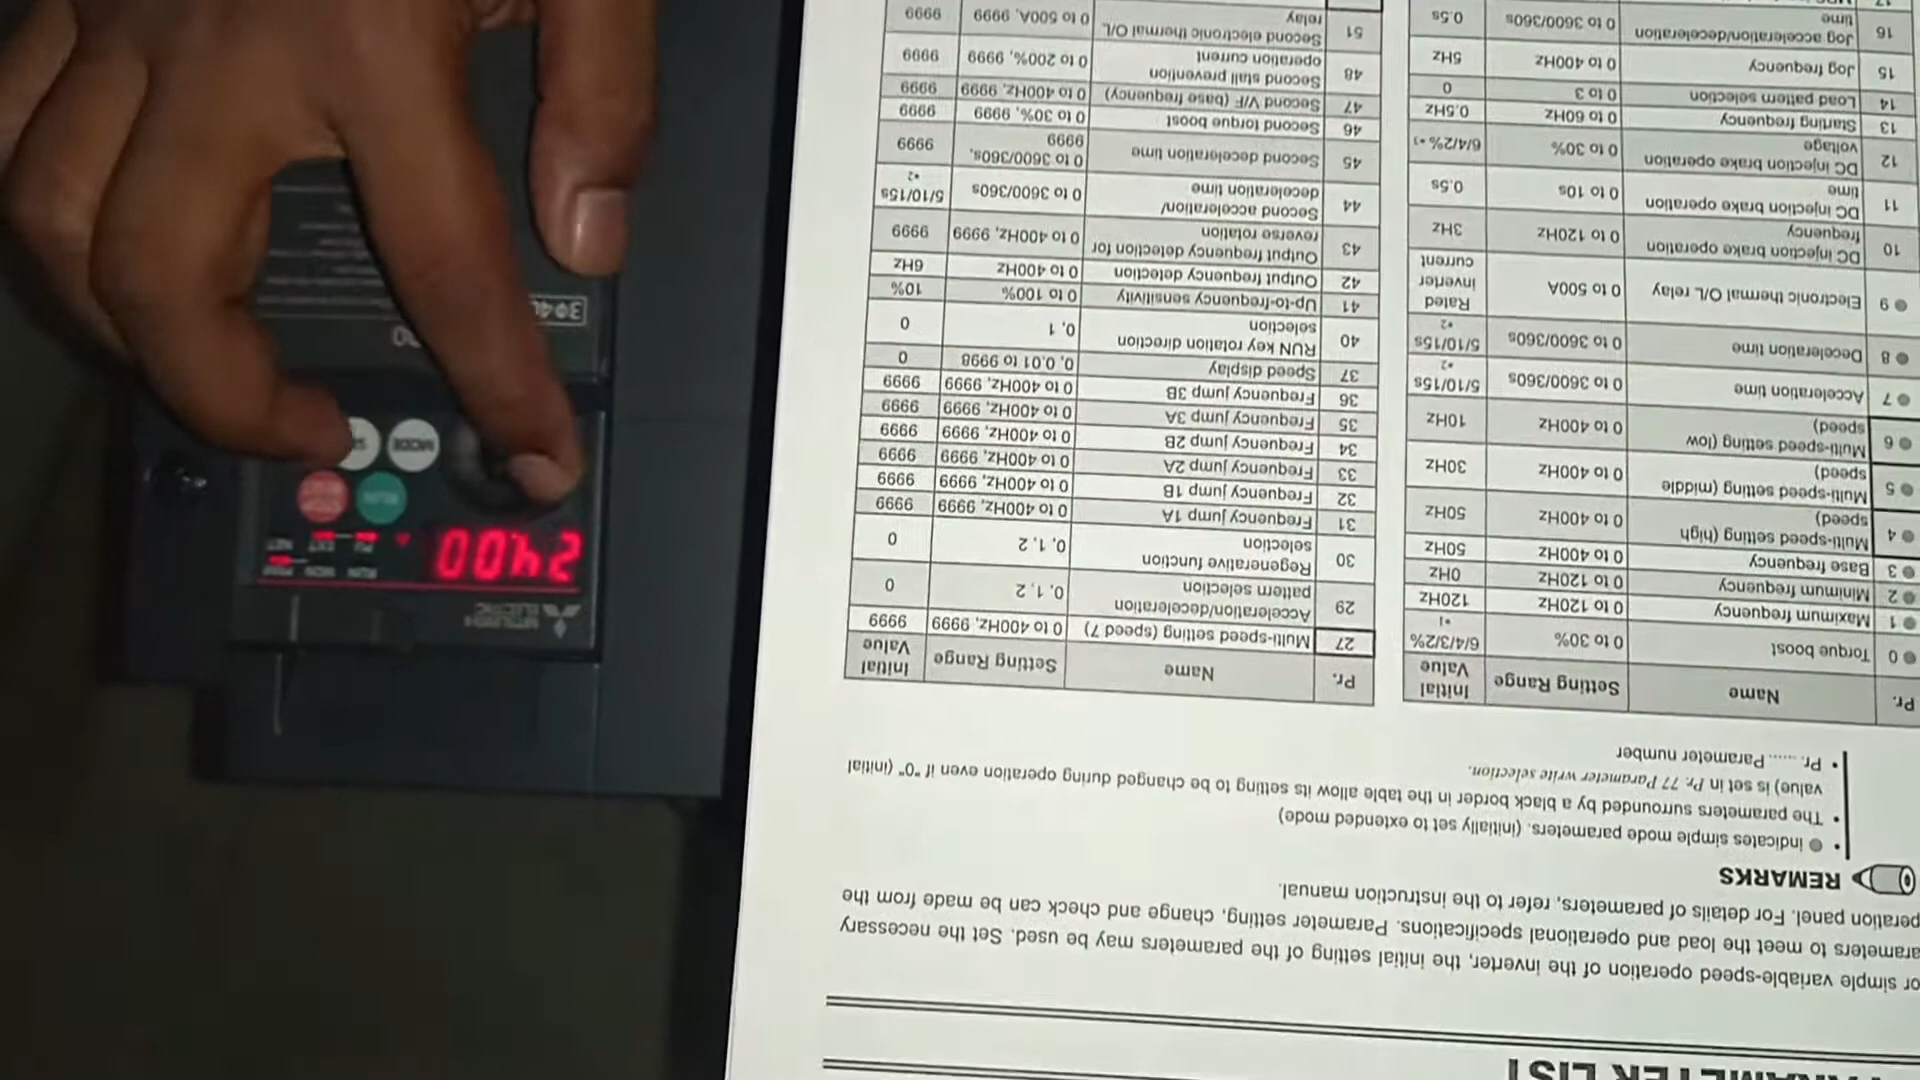 ARAMETER LIST
or simple variable-speed operation of the inverter, the initial setting of the parameters may be used. Set the necessary
arameters to meet the load and operational specifications. Parameter setting, change and check can be made from the
peration panel. For details of parameters, refer to the instruction manual.
REMARKS
• ● indicates simple mode parameters. (initially set to extended mode)
• The parameters surrounded by a black border in the table allow its setting to be changed during operation even if "0" (initial
value) is set in Pr. 77 Parameter write selection.
• Pr. ...... Parameter number
Pr. Name Setting Range Initial Value
● 0 Torque boost 0 to 30% 6/4/3/2% *1
● 1 Maximum frequency 0 to 120Hz 120Hz
● 2 Minimum frequency 0 to 120Hz 0Hz
● 3 Base frequency 0 to 400Hz 50Hz
● 4 Multi-speed setting (high speed) 0 to 400Hz 50Hz
● 5 Multi-speed setting (middle speed) 0 to 400Hz 30Hz
● 6 Multi-speed setting (low speed) 0 to 400Hz 10Hz
● 7 Acceleration time 0 to 3600/360s 5/10/15s *2
● 8 Deceleration time 0 to 3600/360s 5/10/15s *2
● 9 Electronic thermal O/L relay 0 to 500A Rated inverter current
10 DC injection brake operation frequency 0 to 120Hz 3Hz
11 DC injection brake operation time 0 to 10s 0.5s
12 DC injection brake operation voltage 0 to 30% 6/4/2% *3
13 Starting frequency 0 to 60Hz 0.5Hz
14 Load pattern selection 0 to 3 0
15 Jog frequency 0 to 400Hz 5Hz
16 Jog acceleration/deceleration time 0 to 3600/360s 0.5s
17
Pr. Name Setting Range Initial Value
27 Multi-speed setting (speed 7) 0 to 400Hz, 9999 9999
29 Acceleration/deceleration pattern selection 0, 1, 2 0
30 Regenerative function selection 0, 1, 2 0
31 Frequency jump 1A 0 to 400Hz, 9999 9999
32 Frequency jump 1B 0 to 400Hz, 9999 9999
33 Frequency jump 2A 0 to 400Hz, 9999 9999
34 Frequency jump 2B 0 to 400Hz, 9999 9999
35 Frequency jump 3A 0 to 400Hz, 9999 9999
36 Frequency jump 3B 0 to 400Hz, 9999 9999
37 Speed display 0, 0.01 to 9998 0
40 RUN key rotation direction selection 0, 1 0
41 Up-to-frequency sensitivity 0 to 100% 10%
42 Output frequency detection 0 to 400Hz 6Hz
43 Output frequency detection for reverse rotation 0 to 400Hz, 9999 9999
44 Second acceleration/deceleration time 0 to 3600/360s 5/10/15s *2
45 Second deceleration time 0 to 3600/360s, 9999 9999
46 Second torque boost 0 to 30%, 9999 9999
47 Second V/F (base frequency) 0 to 400Hz, 9999 9999
48 Second stall prevention operation current 0 to 200%, 9999 9999
51 Second electronic thermal O/L relay 0 to 500A, 9999 9999
MITSUBISHI
ELECTRIC
RUN MON PRM
PU EXT NET
RUN
MODE